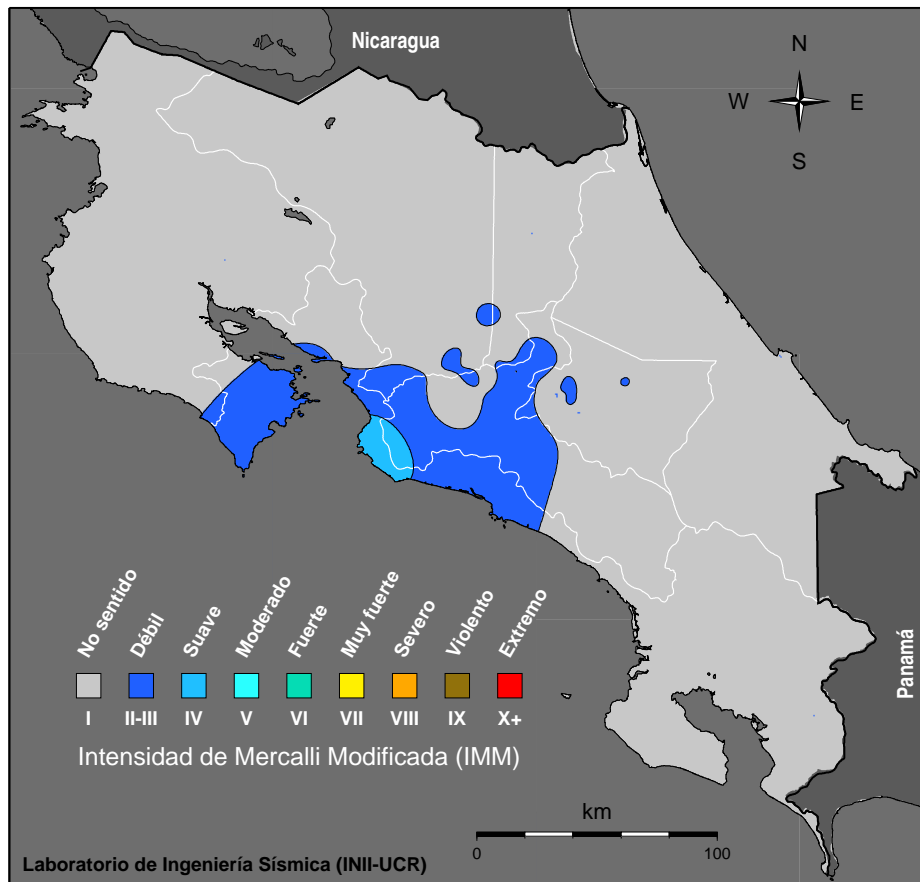 Nicaragua
N
W E
S
No sentido
Débil
Suave
Moderado
Fuerte
Muy fuerte
Severo
Violento
Extremo
I II-III IV V VI VII VIII IX X+
Intensidad de Mercalli Modificada (IMM)
Panamá
km
0 100
Laboratorio de Ingeniería Sísmica (INII-UCR)